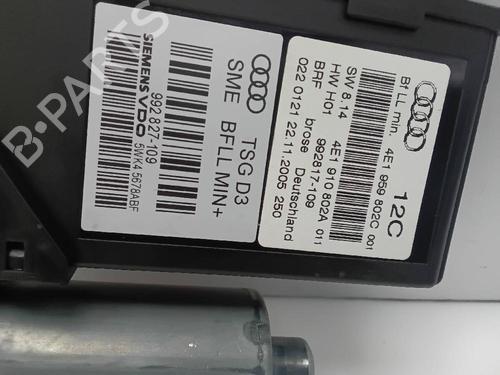 TSG D3
SME BFLL MIN+
992 827-109
SIEMENS VDO 5WK4 5678ABF
12C
Bf LL min. 4E1 959 802C 001
SW 8.14
HW H01 4E1 910 802A 011
BRF 992817-109
brose Deutschland
022 0121 22.11.2005 250
B-PARTS